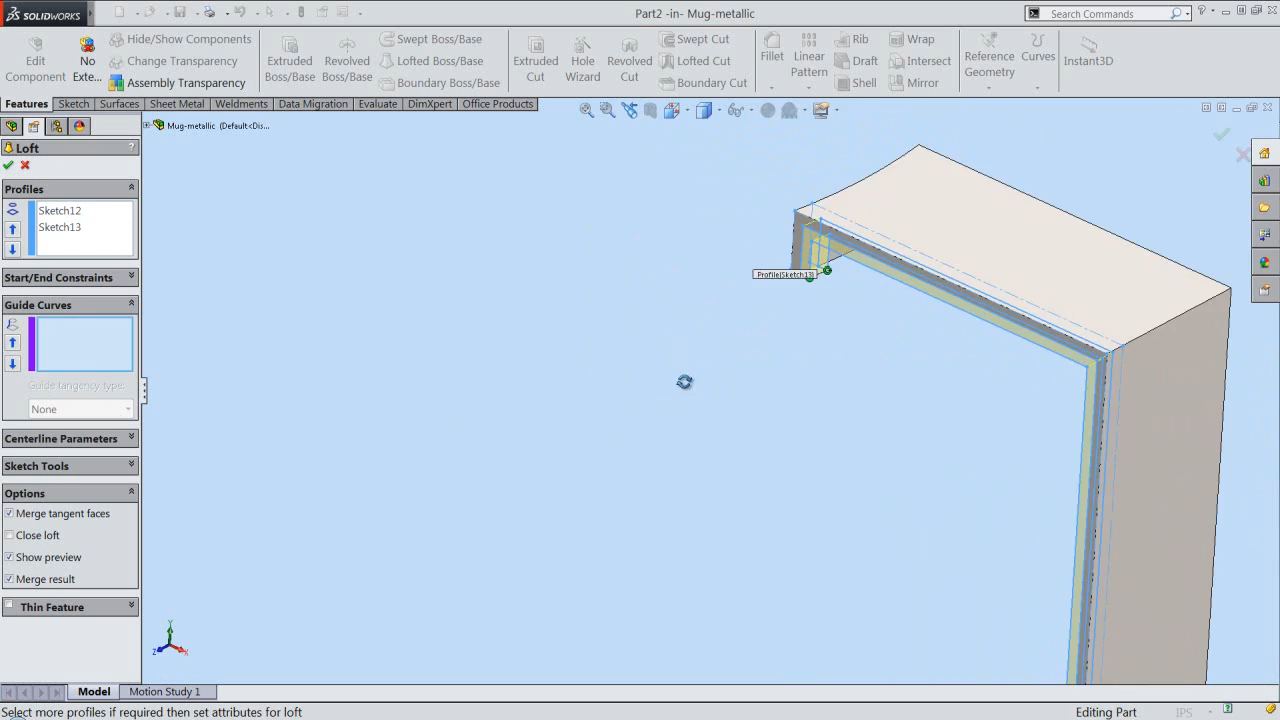 SOLIDWORKS
Part2 -in- Mug-metallic
Search Commands
Edit Component
No Exte...
Hide/Show Components
Change Transparency
Assembly Transparency
Extruded Boss/Base
Revolved Boss/Base
Swept Boss/Base
Lofted Boss/Base
Boundary Boss/Base
Extruded Cut
Hole Wizard
Revolved Cut
Swept Cut
Lofted Cut
Boundary Cut
Fillet
Linear Pattern
Rib
Draft
Shell
Wrap
Intersect
Mirror
Reference Geometry
Curves
Instant3D
Features
Sketch
Surfaces
Sheet Metal
Weldments
Data Migration
Evaluate
DimXpert
Office Products
Mug-metallic (Default<Dis...
Loft
?
Profiles
Sketch12
Sketch13
Start/End Constraints
Guide Curves
Guide tangency type:
None
Centerline Parameters
Sketch Tools
Options
Merge tangent faces
Close loft
Show preview
Merge result
Thin Feature
Profile(Sketch13)
Y
Z
X
Model
Motion Study 1
Select more profiles if required then set attributes for loft
Editing Part
IPS
?